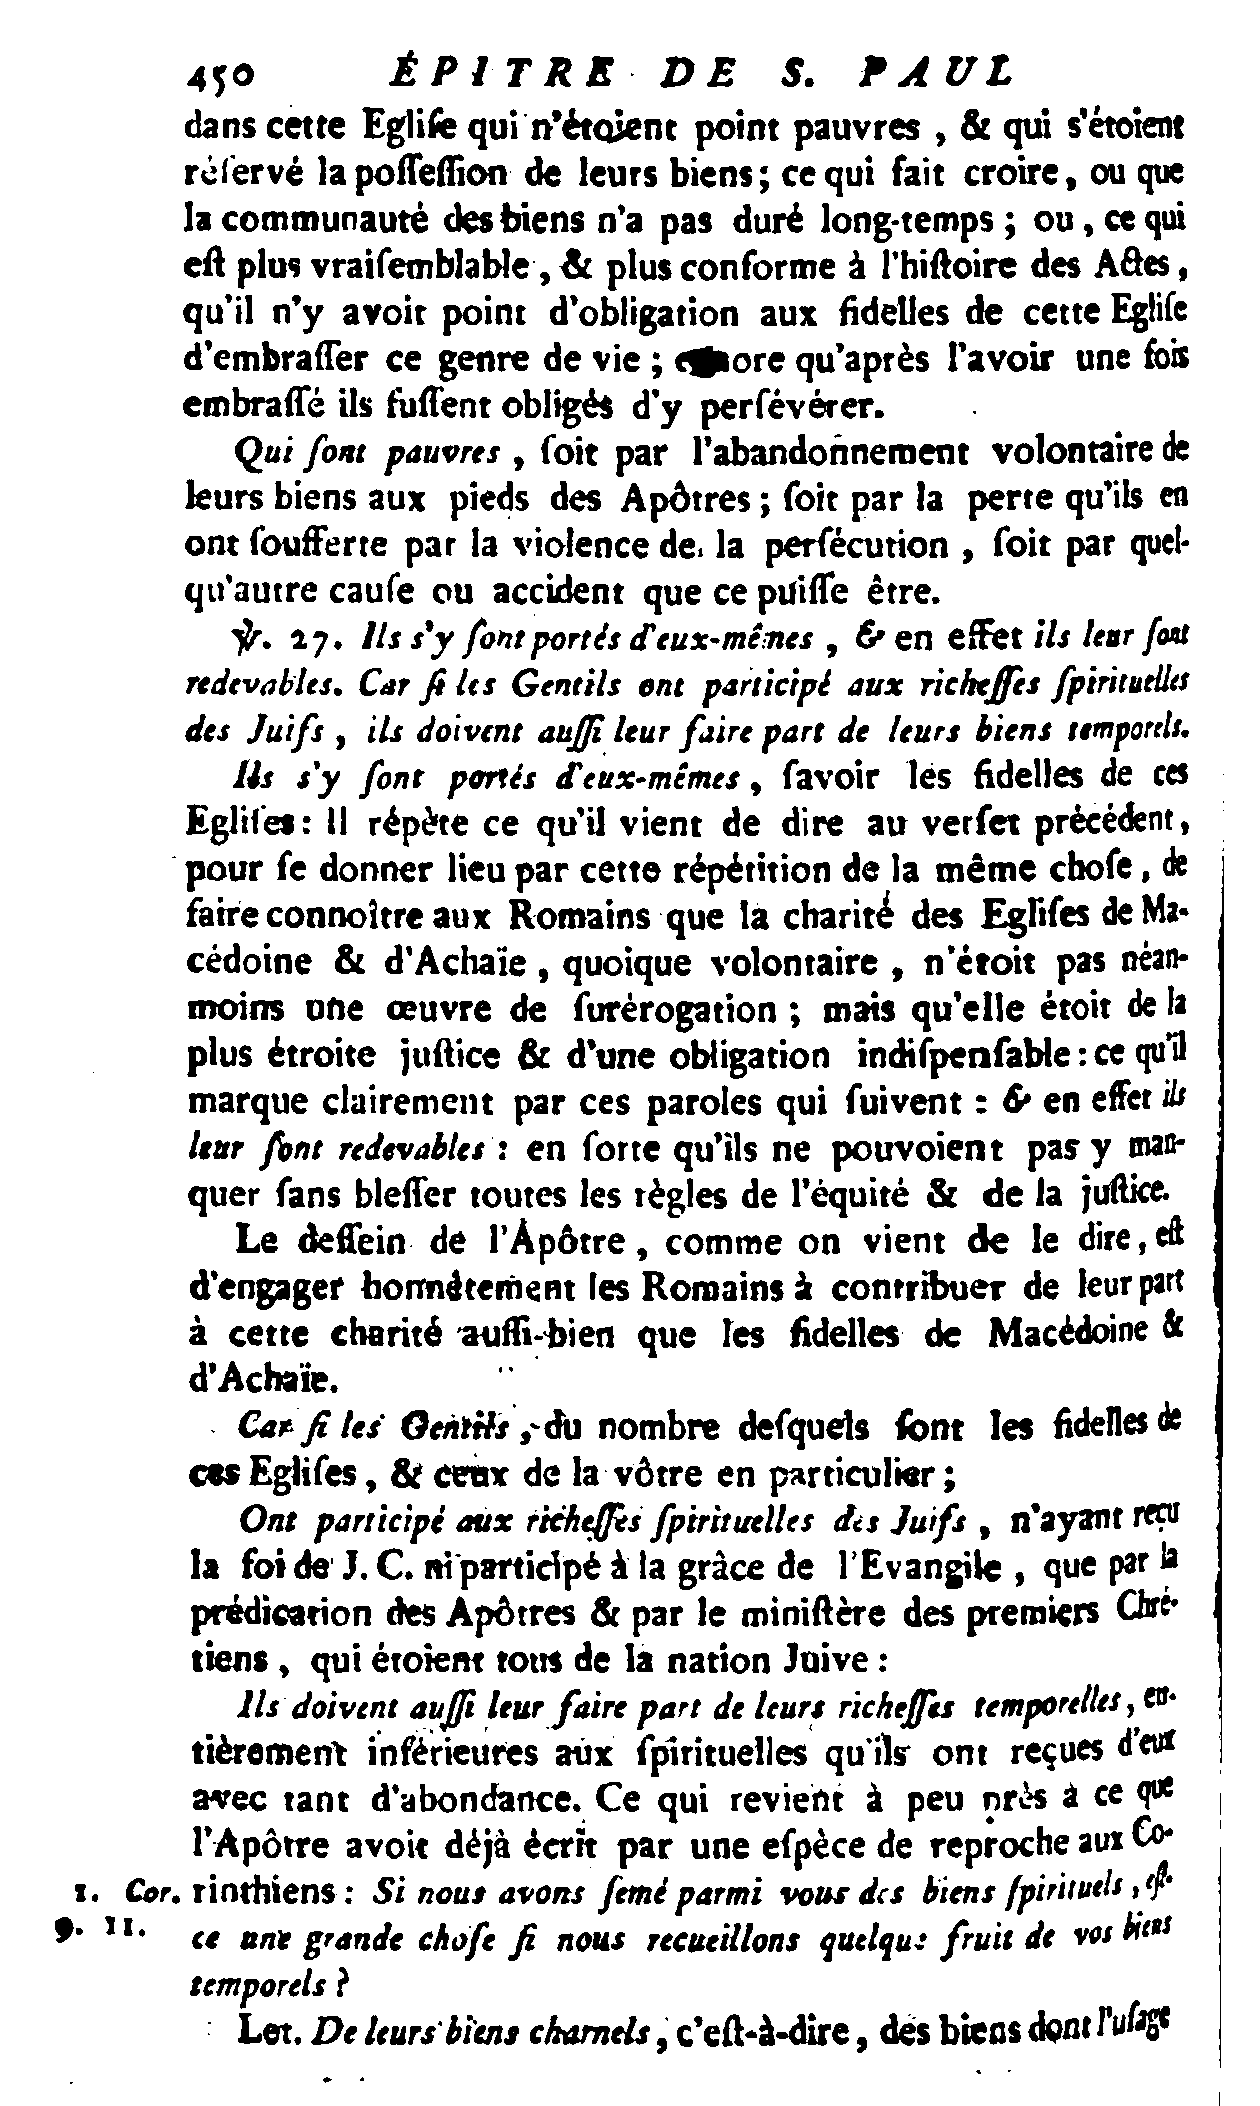 450 ÉPITRE DE S. PAUL
dans cette Egliſe qui n'étoient point pauvres , & qui s'étoient
réſervé la poſſeſſion de leurs biens; ce qui fait croire, ou que
la communauté des biens n'a pas duré long-temps ; ou , ce qui
eſt plus vraiſemblable , & plus conforme à l'hiſtoire des Actes ,
qu'il n'y avoit point d'obligation aux fidelles de cette Egliſe
d'embraſſer ce genre de vie ; encore qu'après l'avoir une fois
embraſſé ils fuſſent obligés d'y perſévérer.
Qui ſont pauvres , ſoit par l'abandonnement volontaire de
leurs biens aux pieds des Apôtres ; ſoit par la perte qu'ils en
ont ſoufferte par la violence de la perſécution , ſoit par quel-
qu'autre cauſe ou accident que ce puiſſe être.
℣. 27. Ils s'y ſont portés d'eux-mêmes , & en effet ils leur ſont
redevables. Car ſi les Gentils ont participé aux richeſſes ſpirituelles
des Juifs , ils doivent auſſi leur faire part de leurs biens temporels.
Ils s'y ſont portés d'eux-mêmes , ſavoir les fidelles de ces
Egliſes: Il répète ce qu'il vient de dire au verſet précédent,
pour ſe donner lieu par cette répétition de la même choſe , de
faire connoître aux Romains que la charité des Egliſes de Ma-
cédoine & d'Achaïe , quoique volontaire , n'étoit pas néan-
moins une œuvre de ſurérogation ; mais qu'elle étoit de la
plus étroite juſtice & d'une obligation indiſpenſable : ce qu'il
marque clairement par ces paroles qui ſuivent : & en effet ils
leur ſont redevables : en ſorte qu'ils ne pouvoient pas y man-
quer ſans bleſſer toutes les règles de l'équité & de la juſtice.
Le deſſein de l'Apôtre , comme on vient de le dire , eſt
d'engager honnêtement les Romains à contribuer de leur part
à cette charité auſſi-bien que les fidelles de Macédoine &
d'Achaïe.
Car ſi les Gentils , du nombre deſquels ſont les fidelles de
ces Egliſes , & ceux de la vôtre en particulier ;
Ont participé aux richeſſes ſpirituelles des Juifs , n'ayant reçu
la foi de J. C. ni participé à la grâce de l'Evangile , que par la
prédication des Apôtres & par le miniſtère des premiers Chré-
tiens , qui étoient tous de la nation Juive :
Ils doivent auſſi leur faire part de leurs richeſſes temporelles , en-
tièrement inférieures aux ſpirituelles qu'ils ont reçues d'eux
avec tant d'abondance. Ce qui revient à peu près à ce que
l'Apôtre avoit déjà écrit par une eſpèce de reproche aux Co-
1. Cor. rinthiens : Si nous avons ſemé parmi vous des biens ſpirituels , eſt-
9. 11. ce une grande choſe ſi nous recueillons quelque fruit de vos biens
temporels ?
Let. De leurs biens charnels , c'eſt-à-dire , des biens dont l'uſage